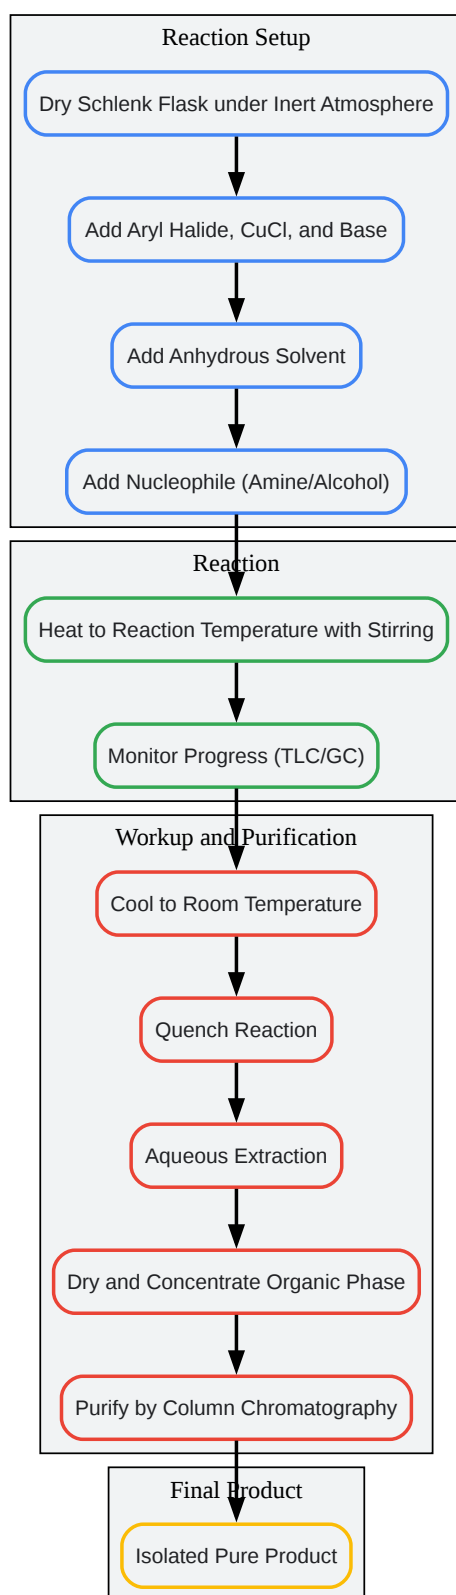 Reaction Setup
Dry Schlenk Flask under Inert Atmosphere
Add Aryl Halide, CuCl, and Base
Add Anhydrous Solvent
Add Nucleophile (Amine/Alcohol)
Reaction
Heat to Reaction Temperature with Stirring
Monitor Progress (TLC/GC)
Workup and Purification
Cool to Room Temperature
Quench Reaction
Aqueous Extraction
Dry and Concentrate Organic Phase
Purify by Column Chromatography
Final Product
Isolated Pure Product